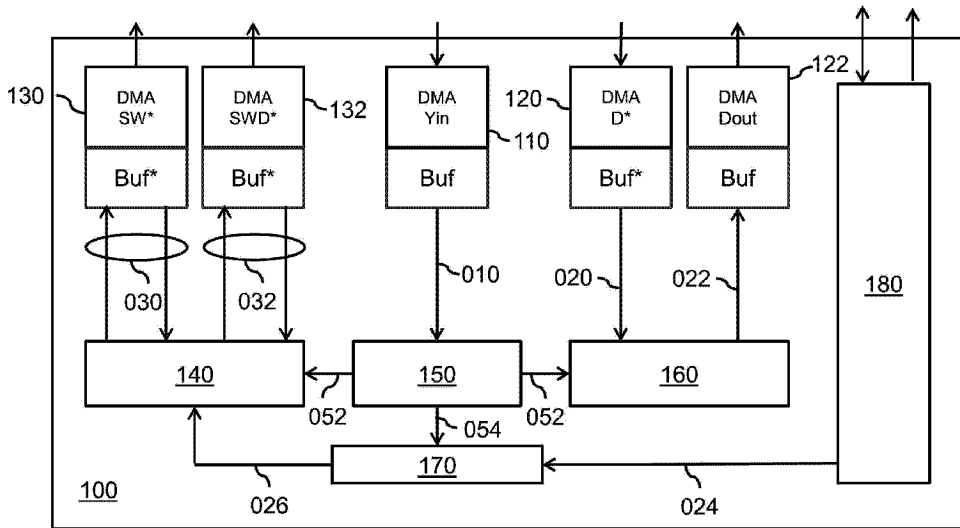 130
DMA
SW*
Buf*
DMA
SWD*
Buf*
132
DMA
Yin
Buf
110
120
DMA
D*
Buf*
DMA
Dout
Buf
122
030
032
010
020
022
180
140
150
160
052
052
054
170
026
024
100